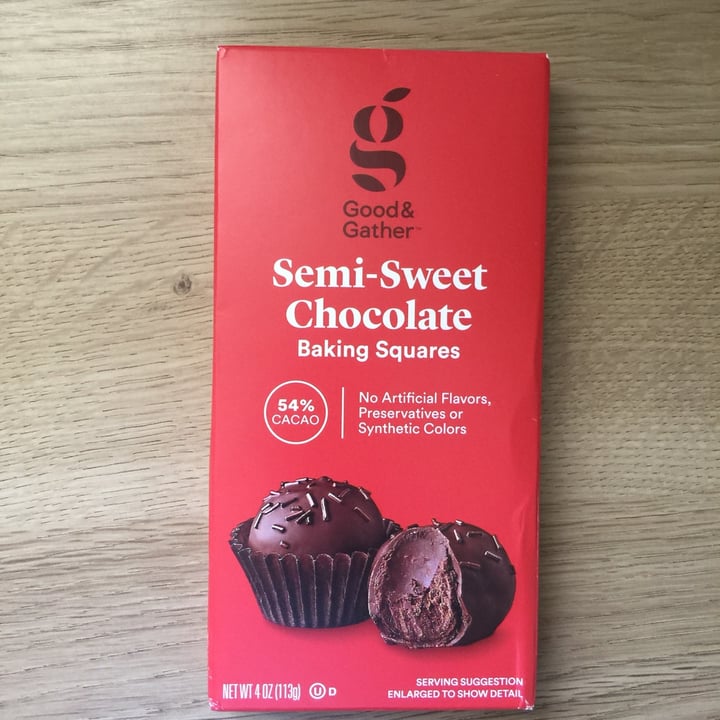 Good&
Gather™
Semi-Sweet
Chocolate
Baking Squares
54%
CACAO
No Artificial Flavors,
Preservatives or
Synthetic Colors
NET WT 4 OZ (113g) U D
SERVING SUGGESTION
ENLARGED TO SHOW DETAIL